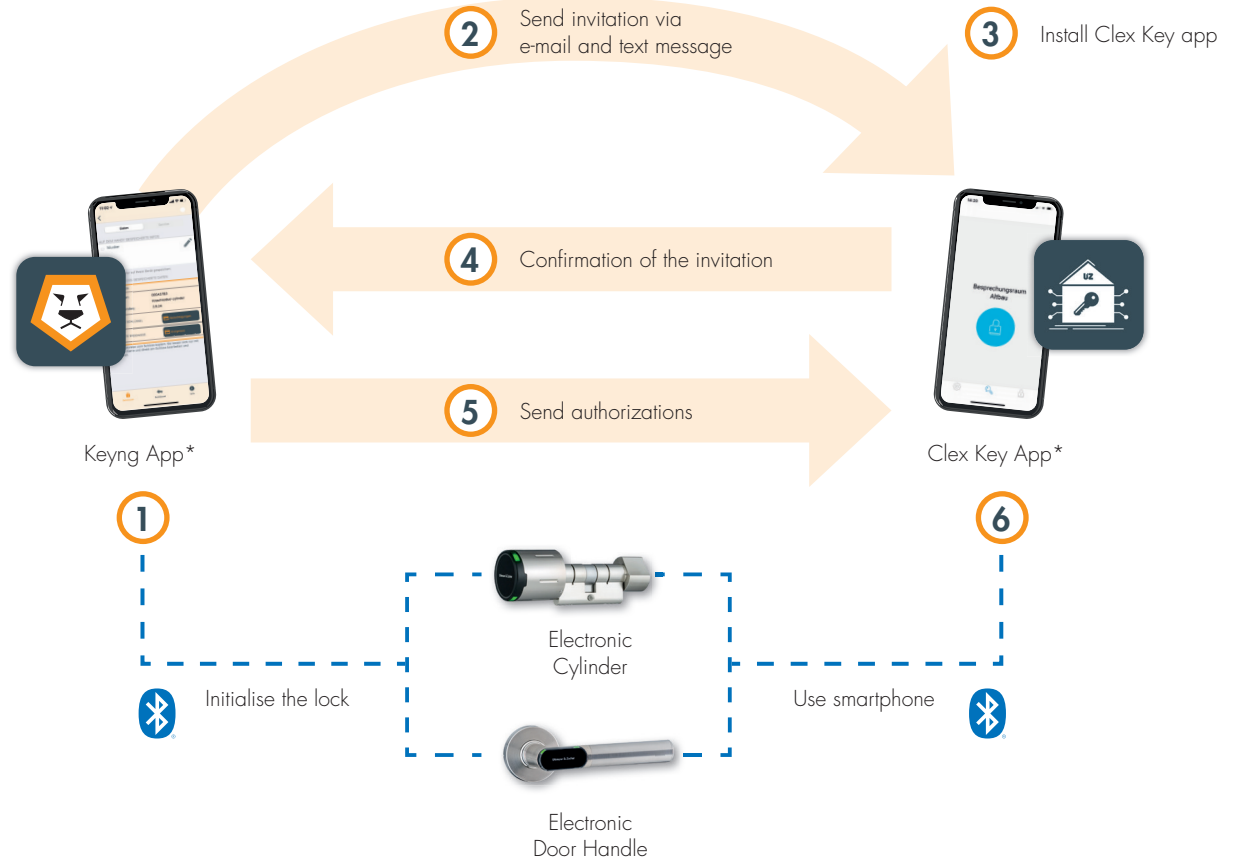 2
Send invitation via
e-mail and text message
3
Install Clex Key app
4
Confirmation of the invitation
UZ
Besprechungsraum
Altbau
5
Send authorizations
Keyng App*
Clex Key App*
1
6
Electronic
Cylinder
Initialise the lock
Use smartphone
Electronic
Door Handle